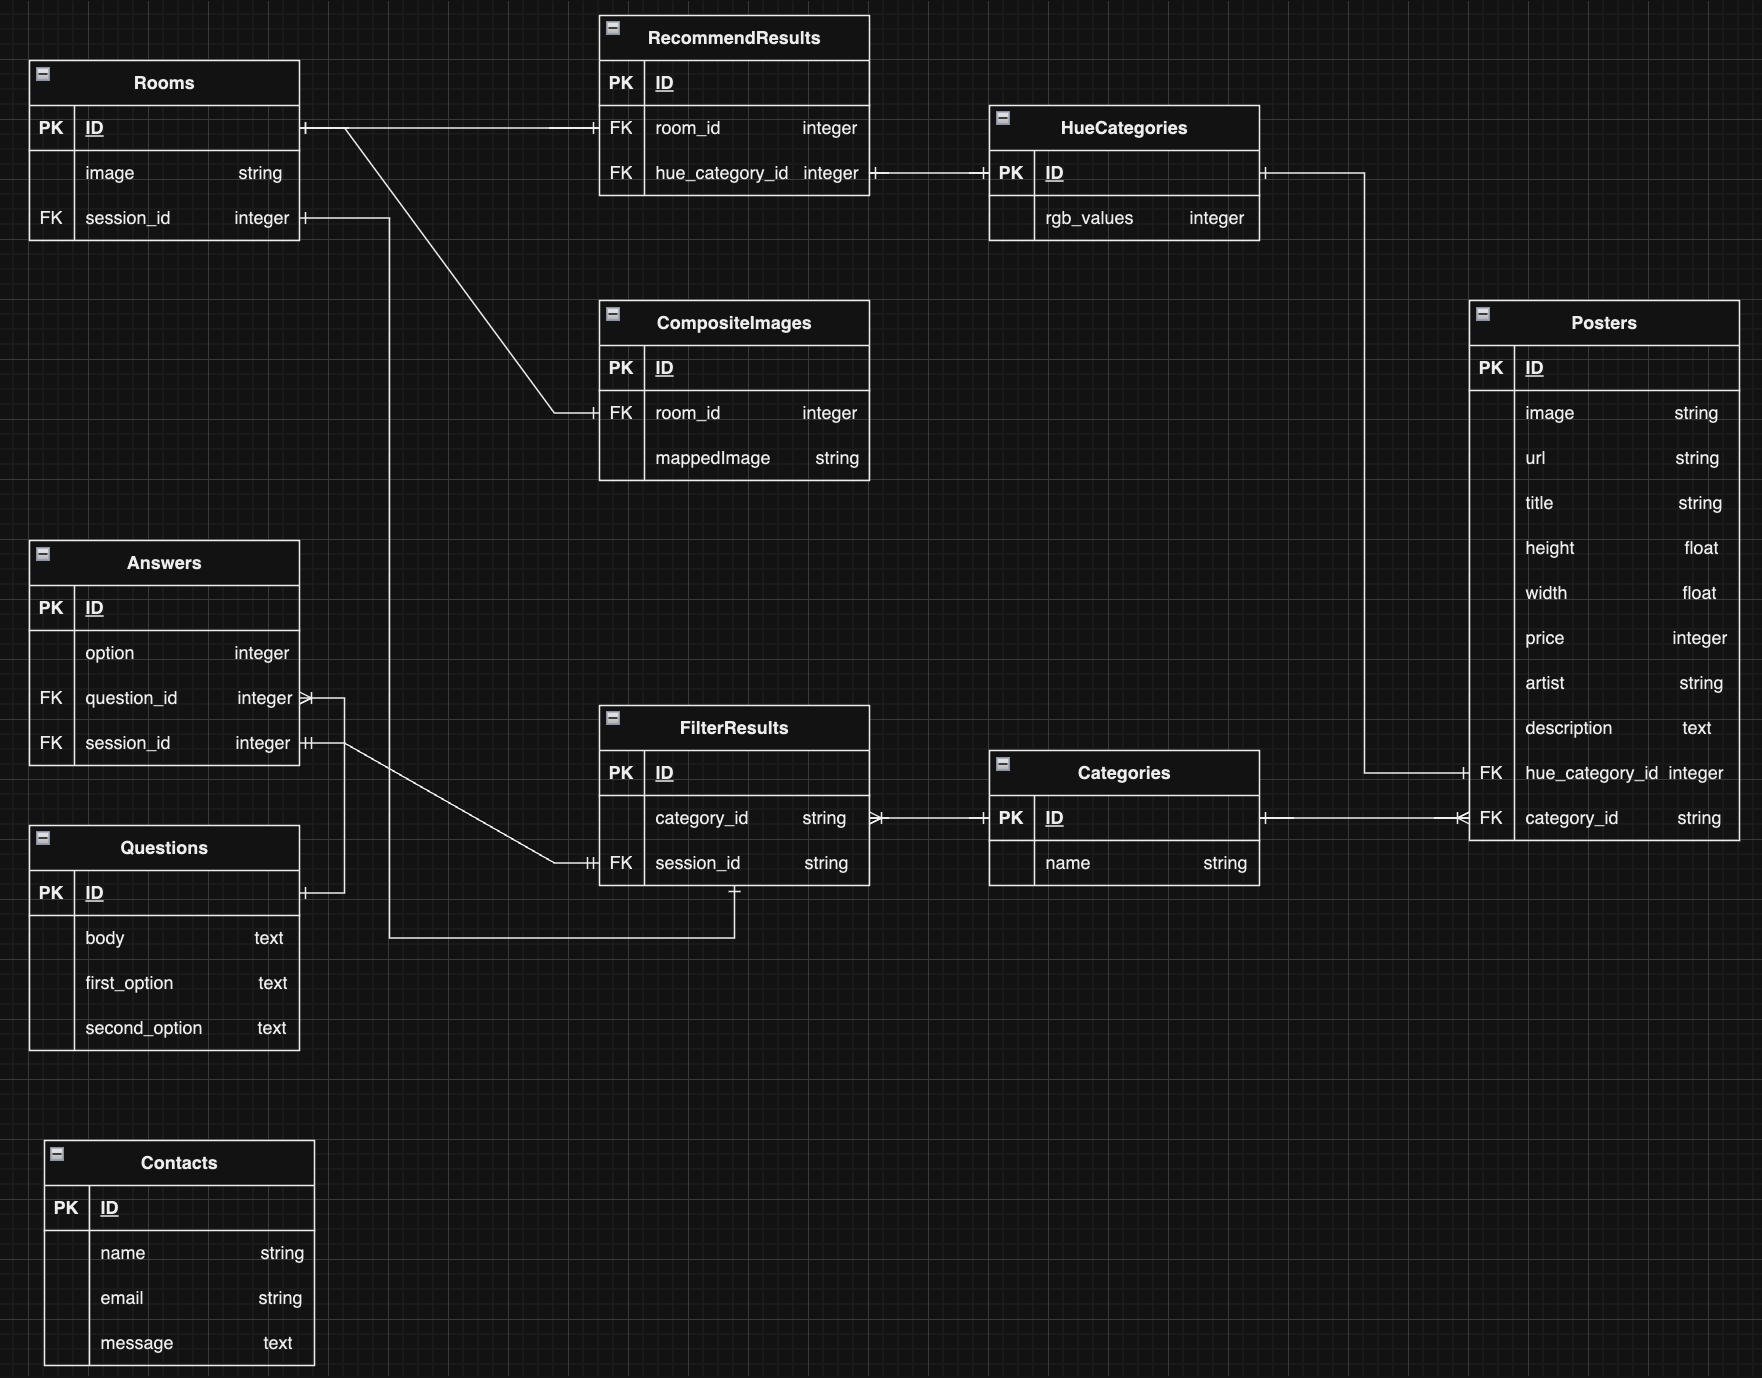 Rooms
PK ID
image string
FK session_id integer
RecommendResults
PK ID
FK room_id integer
FK hue_category_id integer
HueCategories
PK ID
rgb_values integer
CompositeImages
PK ID
FK room_id integer
mappedImage string
Posters
PK ID
image string
url string
title string
height float
width float
price integer
artist string
description text
FK hue_category_id integer
FK category_id string
Answers
PK ID
option integer
FK question_id integer
FK session_id integer
FilterResults
PK ID
category_id string
FK session_id string
Categories
PK ID
name string
Questions
PK ID
body text
first_option text
second_option text
Contacts
PK ID
name string
email string
message text